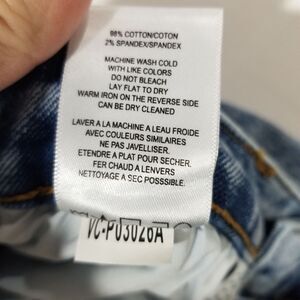 98% COTTON/COTON
2% SPANDEX/SPANDEX
MACHINE WASH COLD
WITH LIKE COLORS
DO NOT BLEACH
LAY FLAT TO DRY
WARM IRON ON THE REVERSE SIDE
CAN BE DRY CLEANED
LAVER A LA MACHINE A L'EAU FROIDE
AVEC COULEURS SIMILAIRES
NE PAS JAVELLISER.
ETENDRE A PLAT POUR SECHER.
FER CHAUD A L'ENVERS
NETTOYAGE A SEC POSSSIBLE.
VC-P03026A